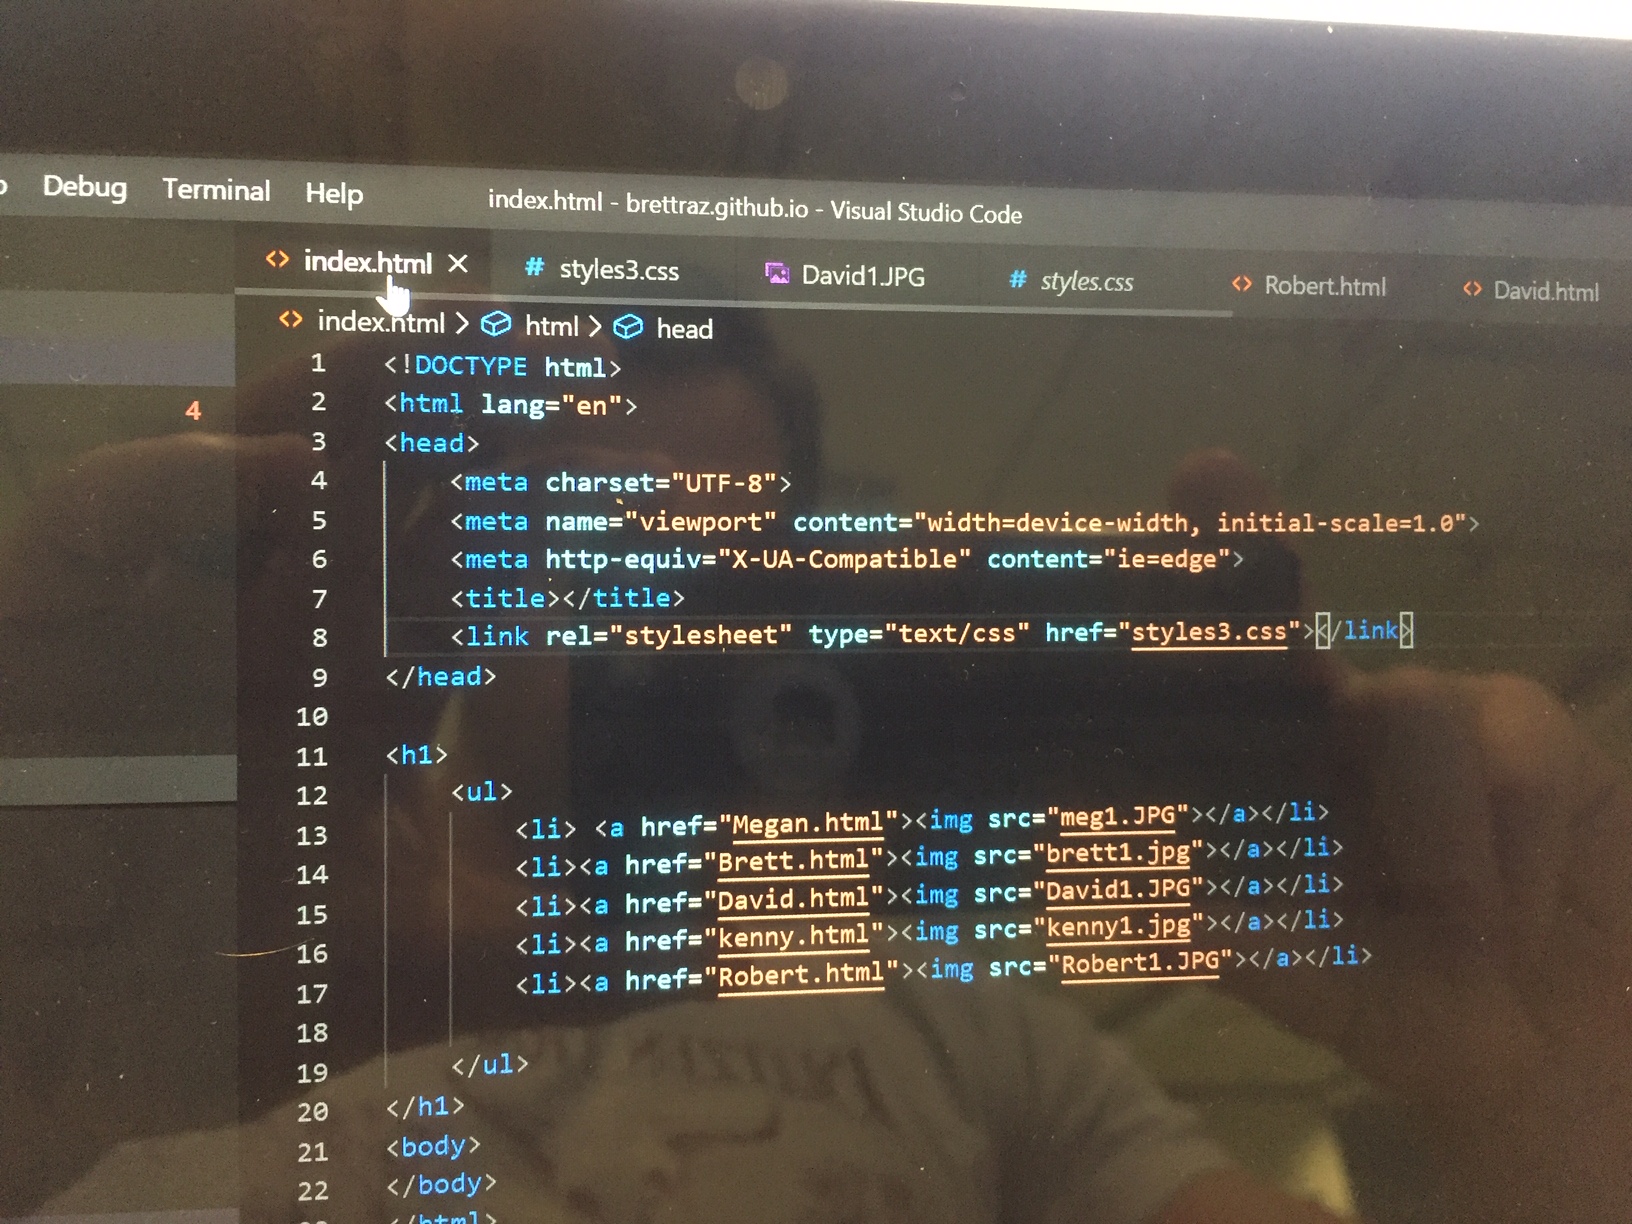 Debug Terminal Help index.html - brettraz.github.io - Visual Studio Code
index.html styles3.css David1.JPG styles.css Robert.html David.html
index.html > html > head
4
1 <!DOCTYPE html>
2 <html lang="en">
3 <head>
4 <meta charset="UTF-8">
5 <meta name="viewport" content="width=device-width, initial-scale=1.0">
6 <meta http-equiv="X-UA-Compatible" content="ie=edge">
7 <title></title>
8 <link rel="stylesheet" type="text/css" href="styles3.css"></link>
9 </head>
10
11 <h1>
12 <ul>
13 <li> <a href="Megan.html"><img src="meg1.JPG"></a></li>
14 <li><a href="Brett.html"><img src="brett1.jpg"></a></li>
15 <li><a href="David.html"><img src="David1.JPG"></a></li>
16 <li><a href="kenny.html"><img src="kenny1.jpg"></a></li>
17 <li><a href="Robert.html"><img src="Robert1.JPG"></a></li>
18
19 </ul>
20 </h1>
21 <body>
22 </body>
</html>